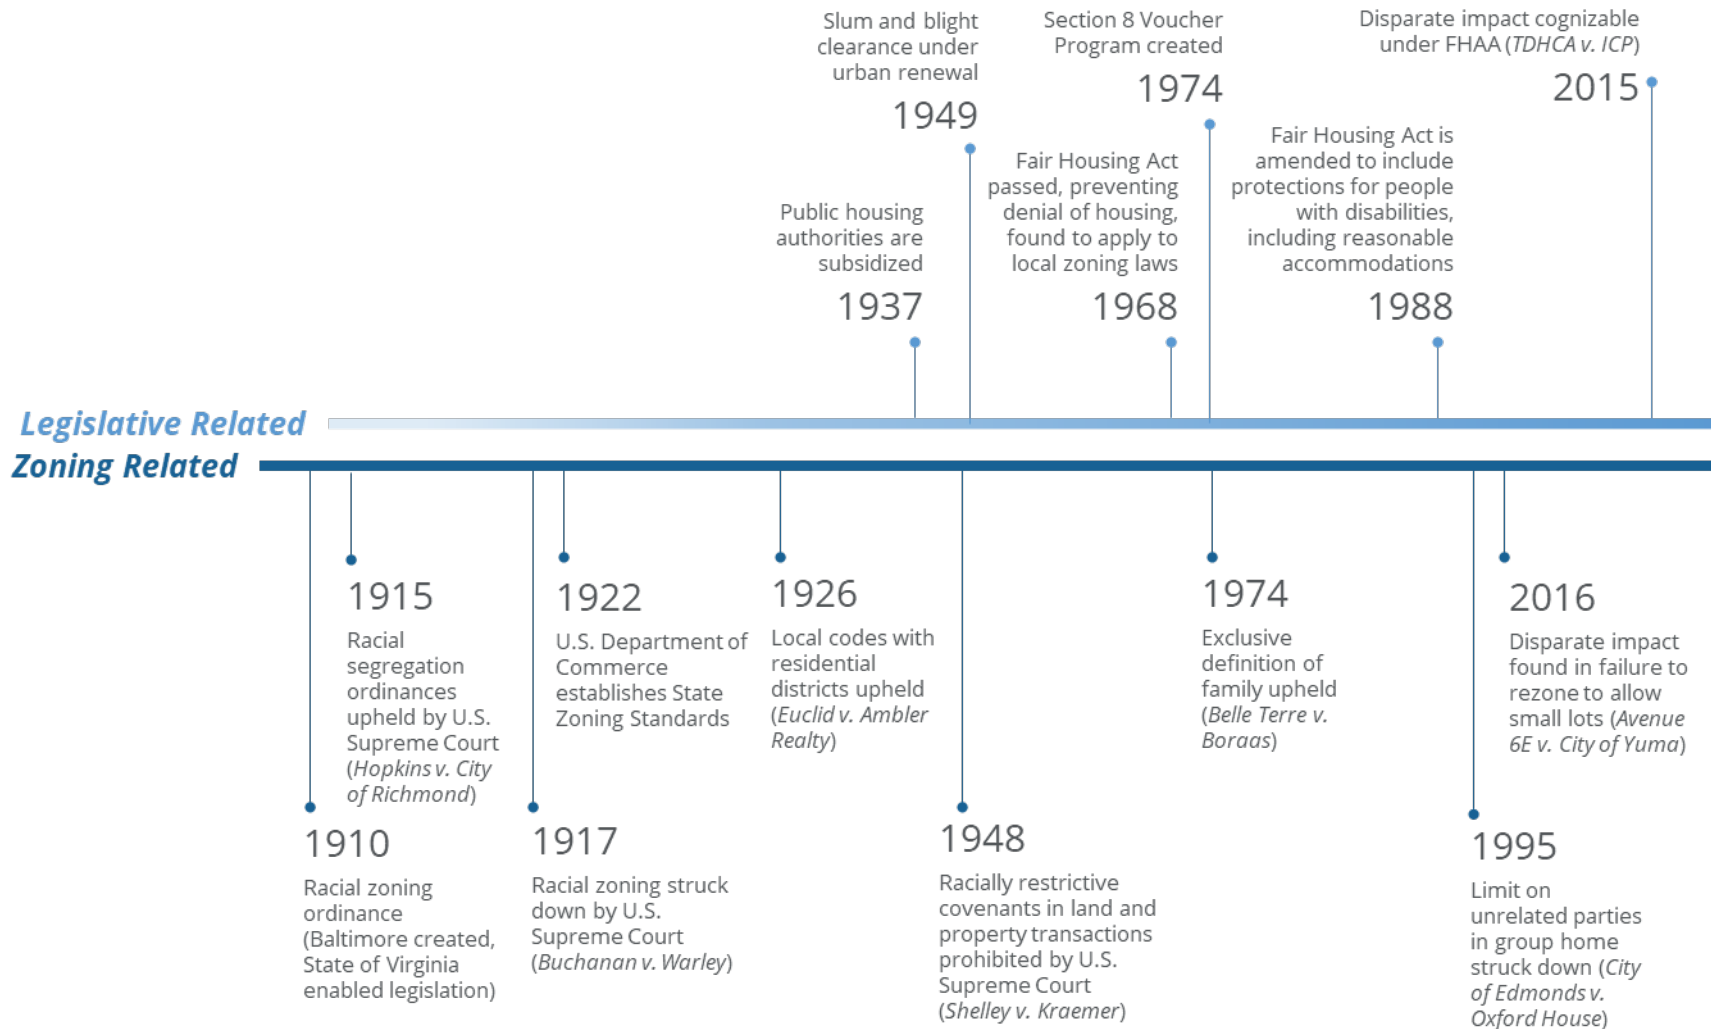 Slum and blight
clearance under
urban renewal
1949
Section 8 Voucher
Program created
1974
Disparate impact cognizable
under FHAA (TDHCA v. ICP)
2015
Public housing
authorities are
subsidized
1937
Fair Housing Act
passed, preventing
denial of housing,
found to apply to
local zoning laws
1968
Fair Housing Act is
amended to include
protections for people
with disabilities,
including reasonable
accommodations
1988
Legislative Related
Zoning Related
1915
Racial
segregation
ordinances
upheld by U.S.
Supreme Court
(Hopkins v. City
of Richmond)
1922
U.S. Department of
Commerce
establishes State
Zoning Standards
1926
Local codes with
residential
districts upheld
(Euclid v. Ambler
Realty)
1974
Exclusive
definition of
family upheld
(Belle Terre v.
Boraas)
2016
Disparate impact
found in failure to
rezone to allow
small lots (Avenue
6E v. City of Yuma)
1910
Racial zoning
ordinance
(Baltimore created,
State of Virginia
enabled legislation)
1917
Racial zoning struck
down by U.S.
Supreme Court
(Buchanan v. Warley)
1948
Racially restrictive
covenants in land and
property transactions
prohibited by U.S.
Supreme Court
(Shelley v. Kraemer)
1995
Limit on
unrelated parties
in group home
struck down (City
of Edmonds v.
Oxford House)